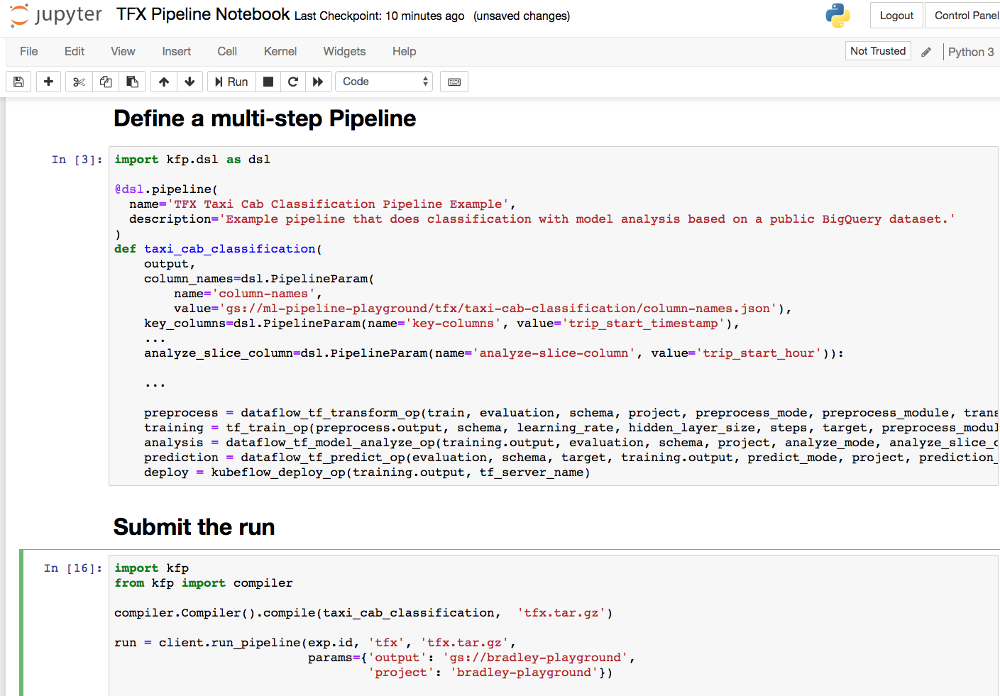 jupyter TFX Pipeline Notebook Last Checkpoint: 10 minutes ago (unsaved changes) Logout Control Panel
File Edit View Insert Cell Kernel Widgets Help Not Trusted Python 3
Run Code
Define a multi-step Pipeline
In [3]: import kfp.dsl as dsl
@dsl.pipeline(
name='TFX Taxi Cab Classification Pipeline Example',
description='Example pipeline that does classification with model analysis based on a public BigQuery dataset.'
)
def taxi_cab_classification(
output,
column_names=dsl.PipelineParam(
name='column-names',
value='gs://ml-pipeline-playground/tfx/taxi-cab-classification/column-names.json'),
key_columns=dsl.PipelineParam(name='key-columns', value='trip_start_timestamp'),
...
analyze_slice_column=dsl.PipelineParam(name='analyze-slice-column', value='trip_start_hour')):
...
preprocess = dataflow_tf_transform_op(train, evaluation, schema, project, preprocess_mode, preprocess_module, trans
training = tf_train_op(preprocess.output, schema, learning_rate, hidden_layer_size, steps, target, preprocess_modul
analysis = dataflow_tf_model_analyze_op(training.output, evaluation, schema, project, analyze_mode, analyze_slice_c
prediction = dataflow_tf_predict_op(evaluation, schema, target, training.output, predict_mode, project, prediction_
deploy = kubeflow_deploy_op(training.output, tf_server_name)
Submit the run
In [16]: import kfp
from kfp import compiler
compiler.Compiler().compile(taxi_cab_classification, 'tfx.tar.gz')
run = client.run_pipeline(exp.id, 'tfx', 'tfx.tar.gz',
params={'output': 'gs://bradley-playground',
'project': 'bradley-playground'})